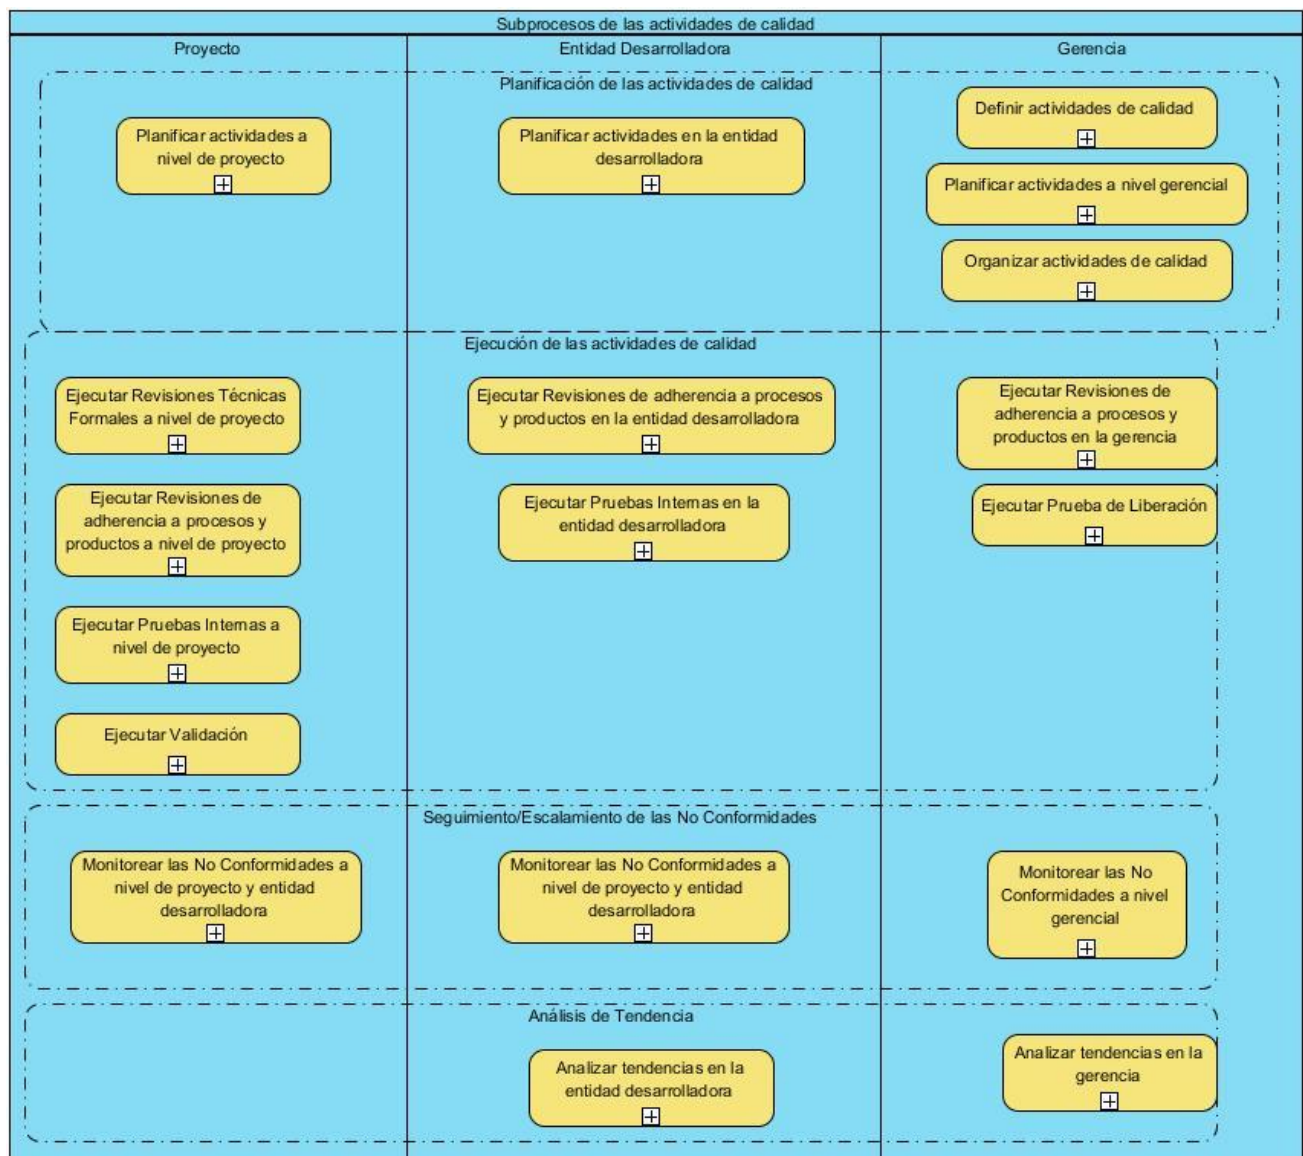 Subprocesos de las actividades de calidad
Proyecto
Entidad Desarrolladora
Gerencia
Planificación de las actividades de calidad
Planificar actividades a
nivel de proyecto
Planificar actividades en la entidad
desarrolladora
Definir actividades de calidad
Planificar actividades a nivel gerencial
Organizar actividades de calidad
Ejecución de las actividades de calidad
Ejecutar Revisiones Técnicas
Formales a nivel de proyecto
Ejecutar Revisiones de adherencia a procesos
y productos en la entidad desarrolladora
Ejecutar Revisiones de
adherencia a procesos y
productos en la gerencia
Ejecutar Revisiones de
adherencia a procesos y
productos a nivel de proyecto
Ejecutar Pruebas Internas en la
entidad desarrolladora
Ejecutar Prueba de Liberación
Ejecutar Pruebas Internas a
nivel de proyecto
Ejecutar Validación
Seguimiento/Escalamiento de las No Conformidades
Monitorear las No Conformidades a
nivel de proyecto y entidad
desarrolladora
Monitorear las No Conformidades a
nivel de proyecto y entidad
desarrolladora
Monitorear las No
Conformidades a nivel
gerencial
Análisis de Tendencia
Analizar tendencias en la
entidad desarrolladora
Analizar tendencias en la
gerencia